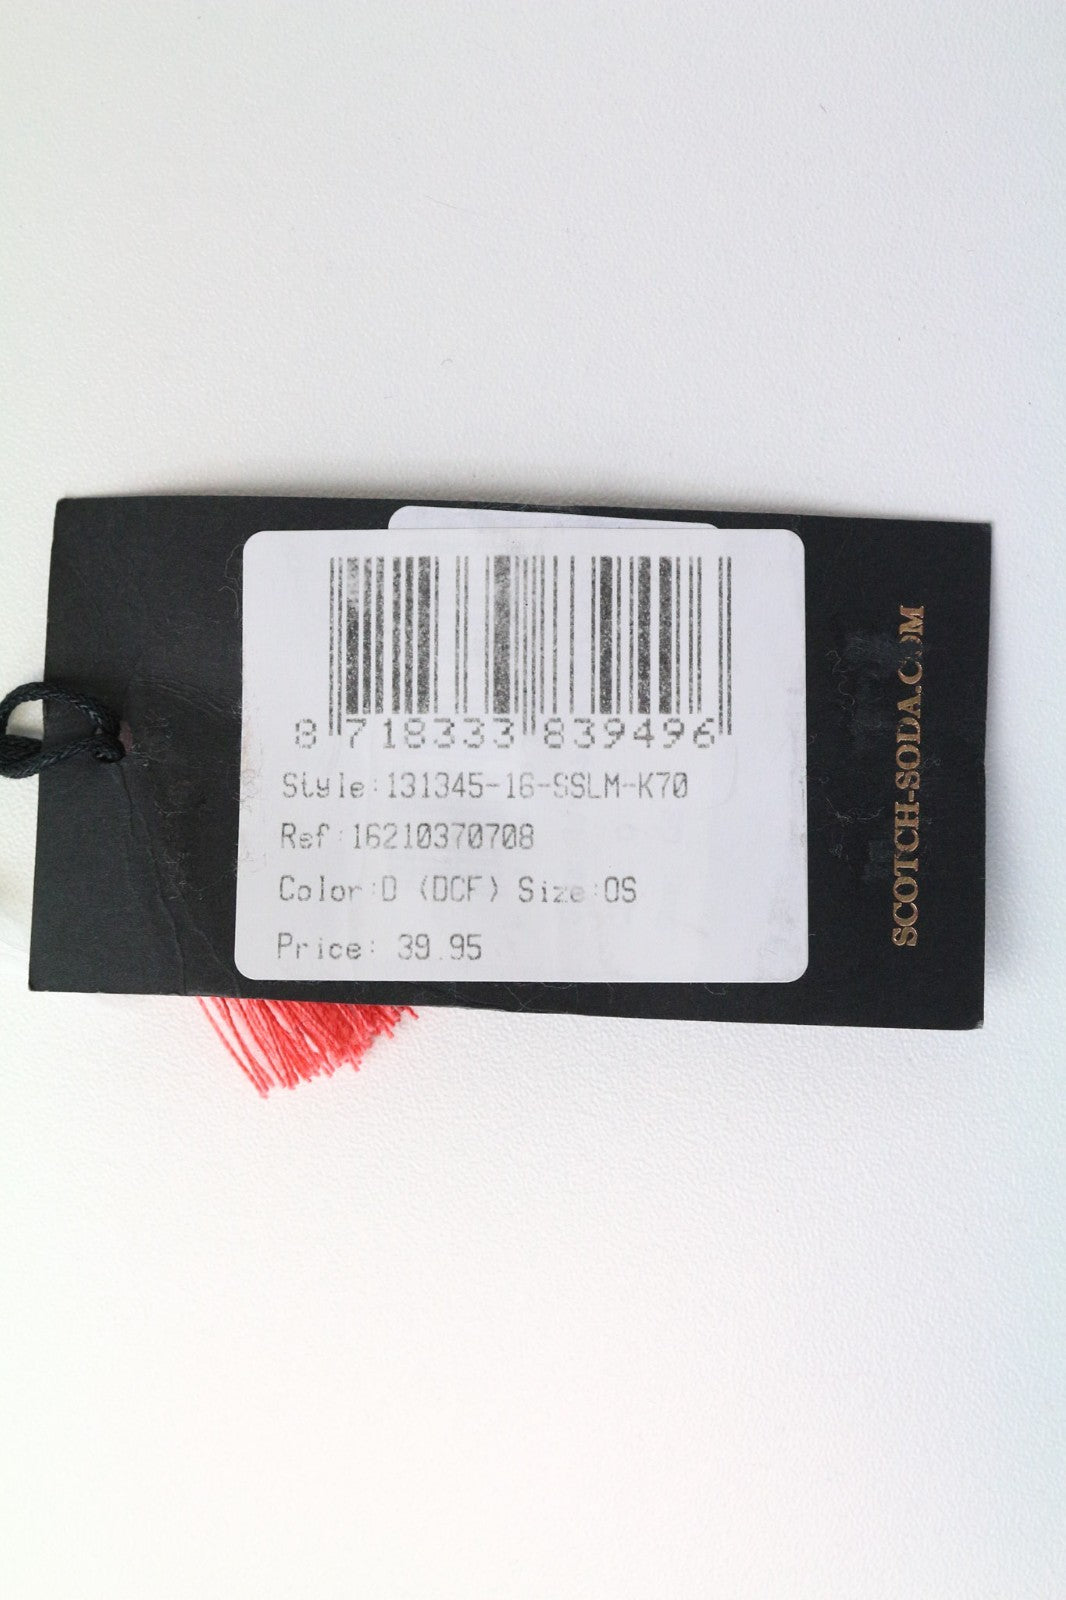 8 718333 839496
Style:131345-16-SSLM-K70
Ref:16210370708
Color:D (DCF) Size:OS
Price: 39.95
SCOTCH-SODA.COM